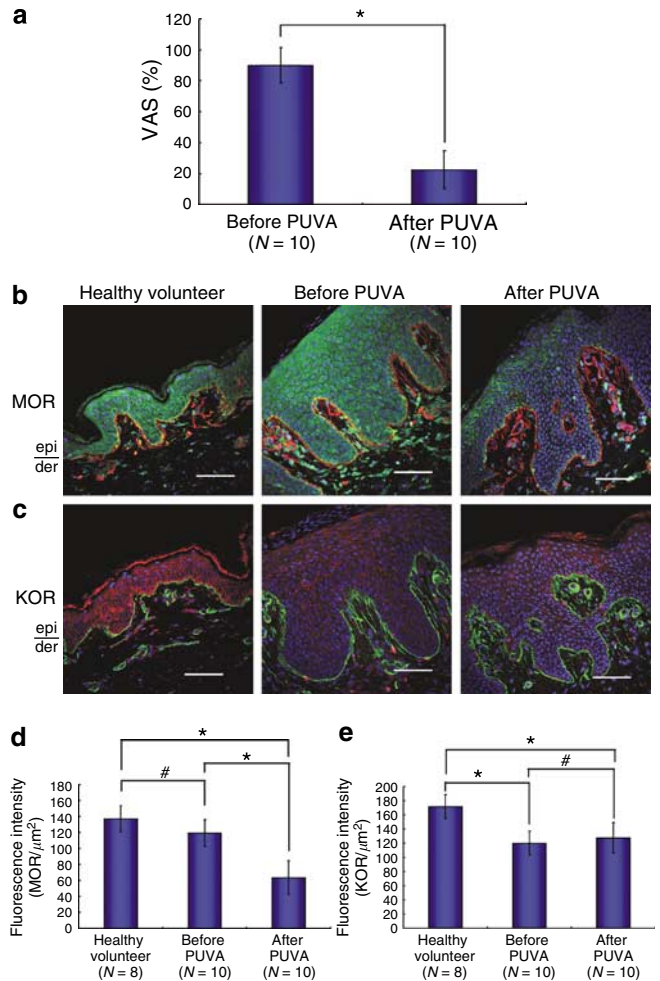 a
*
120
100
80
60
40
20
0
VAS (%)
Before PUVA
(N = 10)
After PUVA
(N = 10)
b
Healthy volunteer
Before PUVA
After PUVA
MOR
epi
der
c
KOR
epi
der
d
*
*
#
180
160
140
120
100
80
60
40
20
0
Fluorescence intensity
(MOR/μm²)
Healthy
volunteer
(N = 8)
Before
PUVA
(N = 10)
After
PUVA
(N = 10)
e
*
#
*
200
180
160
140
120
100
80
60
40
20
0
Fluorescence intensity
(KOR/μm²)
Healthy
volunteer
(N = 8)
Before
PUVA
(N = 10)
After
PUVA
(N = 10)